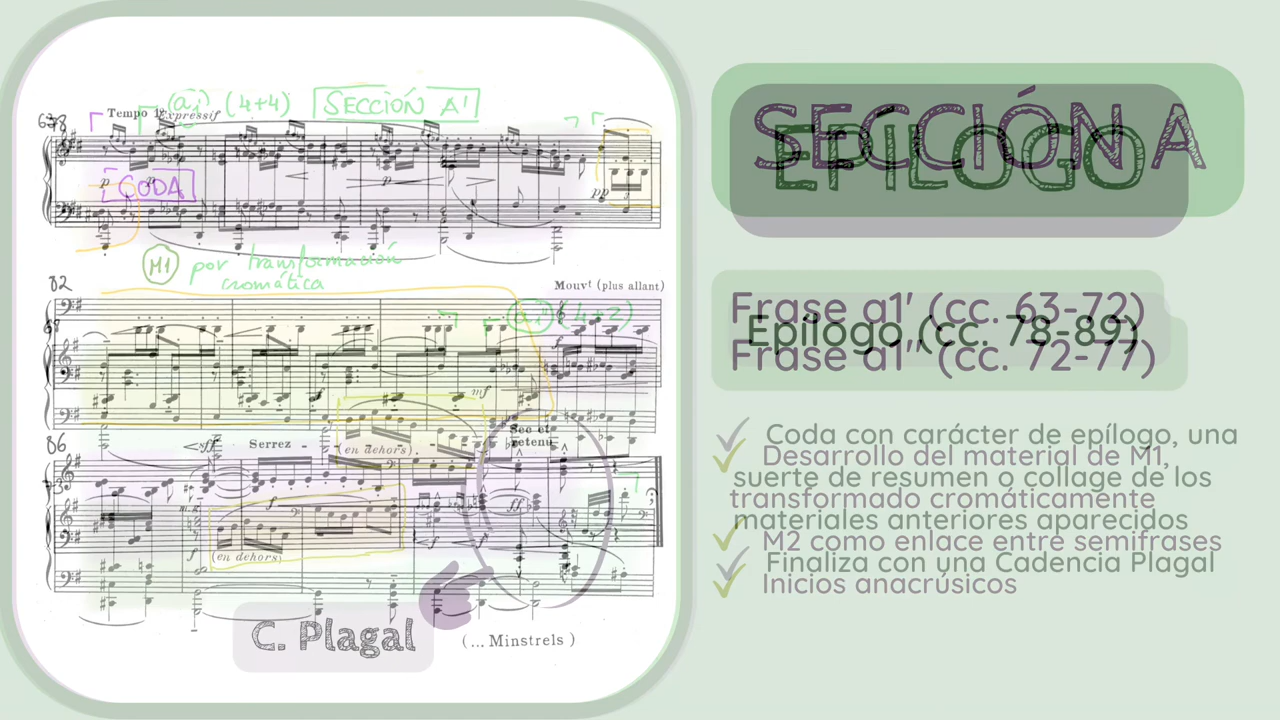 Tempo 1º
expressif
a1' (4+4)
SECCIÓN A'
p
CODA
p
pp
M1 por transformación
cromática
82
Mouvt (plus allant)
a1'' (4+2)
mf
86
ff
Serrez
(en dehors).
Sec et
retenu
m.g.
f
f
ff
(en dehors)
C. Plagal
(... Minstrels )
SECCIÓN A
EPÍLOGO
Frase a1' (cc. 63-72)
Epílogo (cc. 78-89)
Frase a1'' (cc. 72-77)
Coda con carácter de epílogo, una
Desarrollo del material de M1,
suerte de resumen o collage de los
transformado cromáticamente
materiales anteriores aparecidos
M2 como enlace entre semifrases
Finaliza con una Cadencia Plagal
Inicios anacrúsicos